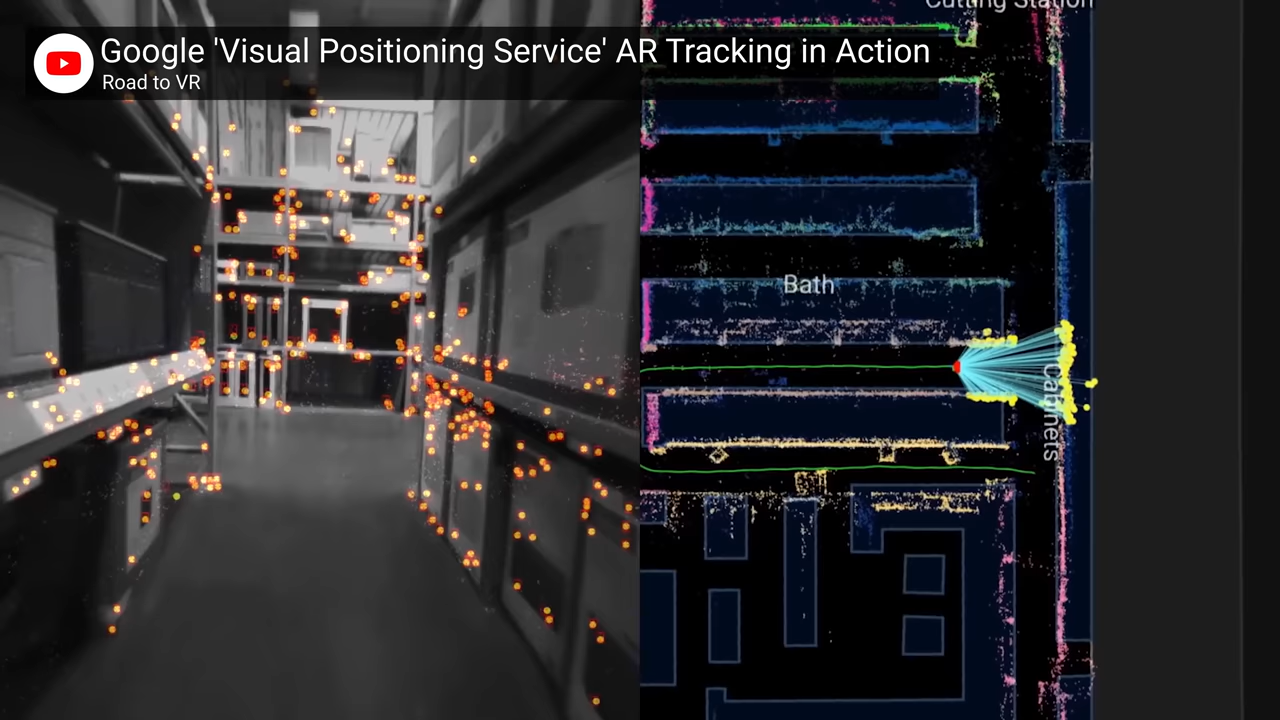 Cutting Station
Google 'Visual Positioning Service' AR Tracking in Action
Road to VR
Bath
Cabinets